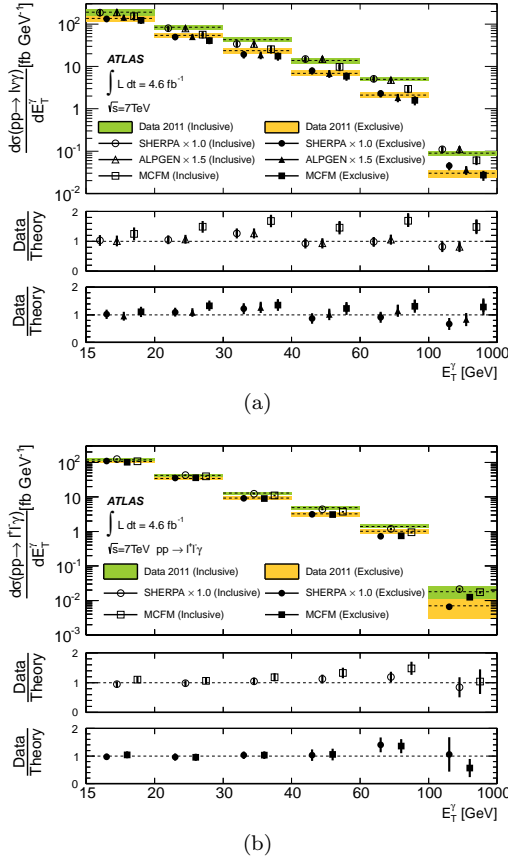 dσ(pp→ lνγ)/dE_T^γ [fb GeV⁻¹]
10²
10
1
10⁻¹
10⁻²
ATLAS
∫ L dt = 4.6 fb⁻¹
√s=7TeV
Data 2011 (Inclusive)
Data 2011 (Exclusive)
SHERPA × 1.0 (Inclusive)
SHERPA × 1.0 (Exclusive)
ALPGEN × 1.5 (Inclusive)
ALPGEN × 1.5 (Exclusive)
MCFM (Inclusive)
MCFM (Exclusive)
Data/Theory
2
1
0
Data/Theory
2
1
0
15 20 30 40 60 100 1000
E_T^γ [GeV]
(a)
dσ(pp→ l⁺l⁻γ)/dE_T^γ [fb GeV⁻¹]
10²
10
1
10⁻¹
10⁻²
10⁻³
ATLAS
∫ L dt = 4.6 fb⁻¹
√s=7TeV pp → l⁺l⁻γ
Data 2011 (Inclusive)
Data 2011 (Exclusive)
SHERPA × 1.0 (Inclusive)
SHERPA × 1.0 (Exclusive)
MCFM (Inclusive)
MCFM (Exclusive)
Data/Theory
2
1
0
Data/Theory
2
1
0
15 20 30 40 60 100 1000
E_T^γ [GeV]
(b)